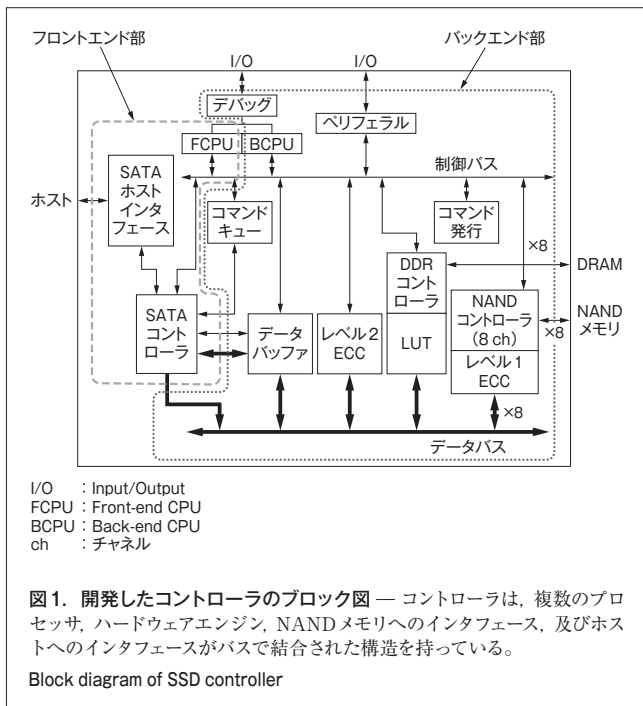 フロントエンド部
バックエンド部
I/O
I/O
デバッグ
ペリフェラル
FCPU
BCPU
制御バス
ホスト
SATA
ホスト
インタ
フェース
コマンド
キュー
コマンド
発行
×8
DDR
コント
ローラ
LUT
DRAM
NAND
コントローラ
(8 ch)
レベル1
ECC
×8
NAND
メモリ
SATA
コント
ローラ
データ
バッファ
レベル2
ECC
×8
データバス
I/O : Input/Output
FCPU : Front-end CPU
BCPU : Back-end CPU
ch : チャネル
図1. 開発したコントローラのブロック図 — コントローラは，複数のプロ
セッサ，ハードウェアエンジン，NANDメモリへのインタフェース，及びホス
トへのインタフェースがバスで結合された構造を持っている。
Block diagram of SSD controller